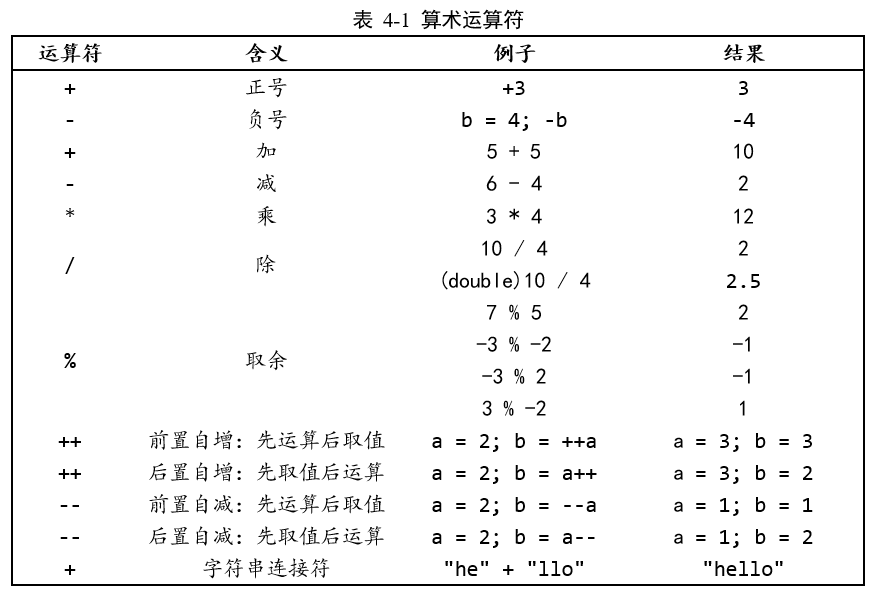 表 4-1 算术运算符
运算符 含义 例子 结果
+ 正号 +3 3
- 负号 b = 4; -b -4
+ 加 5 + 5 10
- 减 6 - 4 2
* 乘 3 * 4 12
/ 除 10 / 4 2
(double)10 / 4 2.5
% 取余 7 % 5 2
-3 % -2 -1
-3 % 2 -1
3 % -2 1
++ 前置自增：先运算后取值 a = 2; b = ++a a = 3; b = 3
++ 后置自增：先取值后运算 a = 2; b = a++ a = 3; b = 2
-- 前置自减：先运算后取值 a = 2; b = --a a = 1; b = 1
-- 后置自减：先取值后运算 a = 2; b = a-- a = 1; b = 2
+ 字符串连接符 "he" + "llo" "hello"